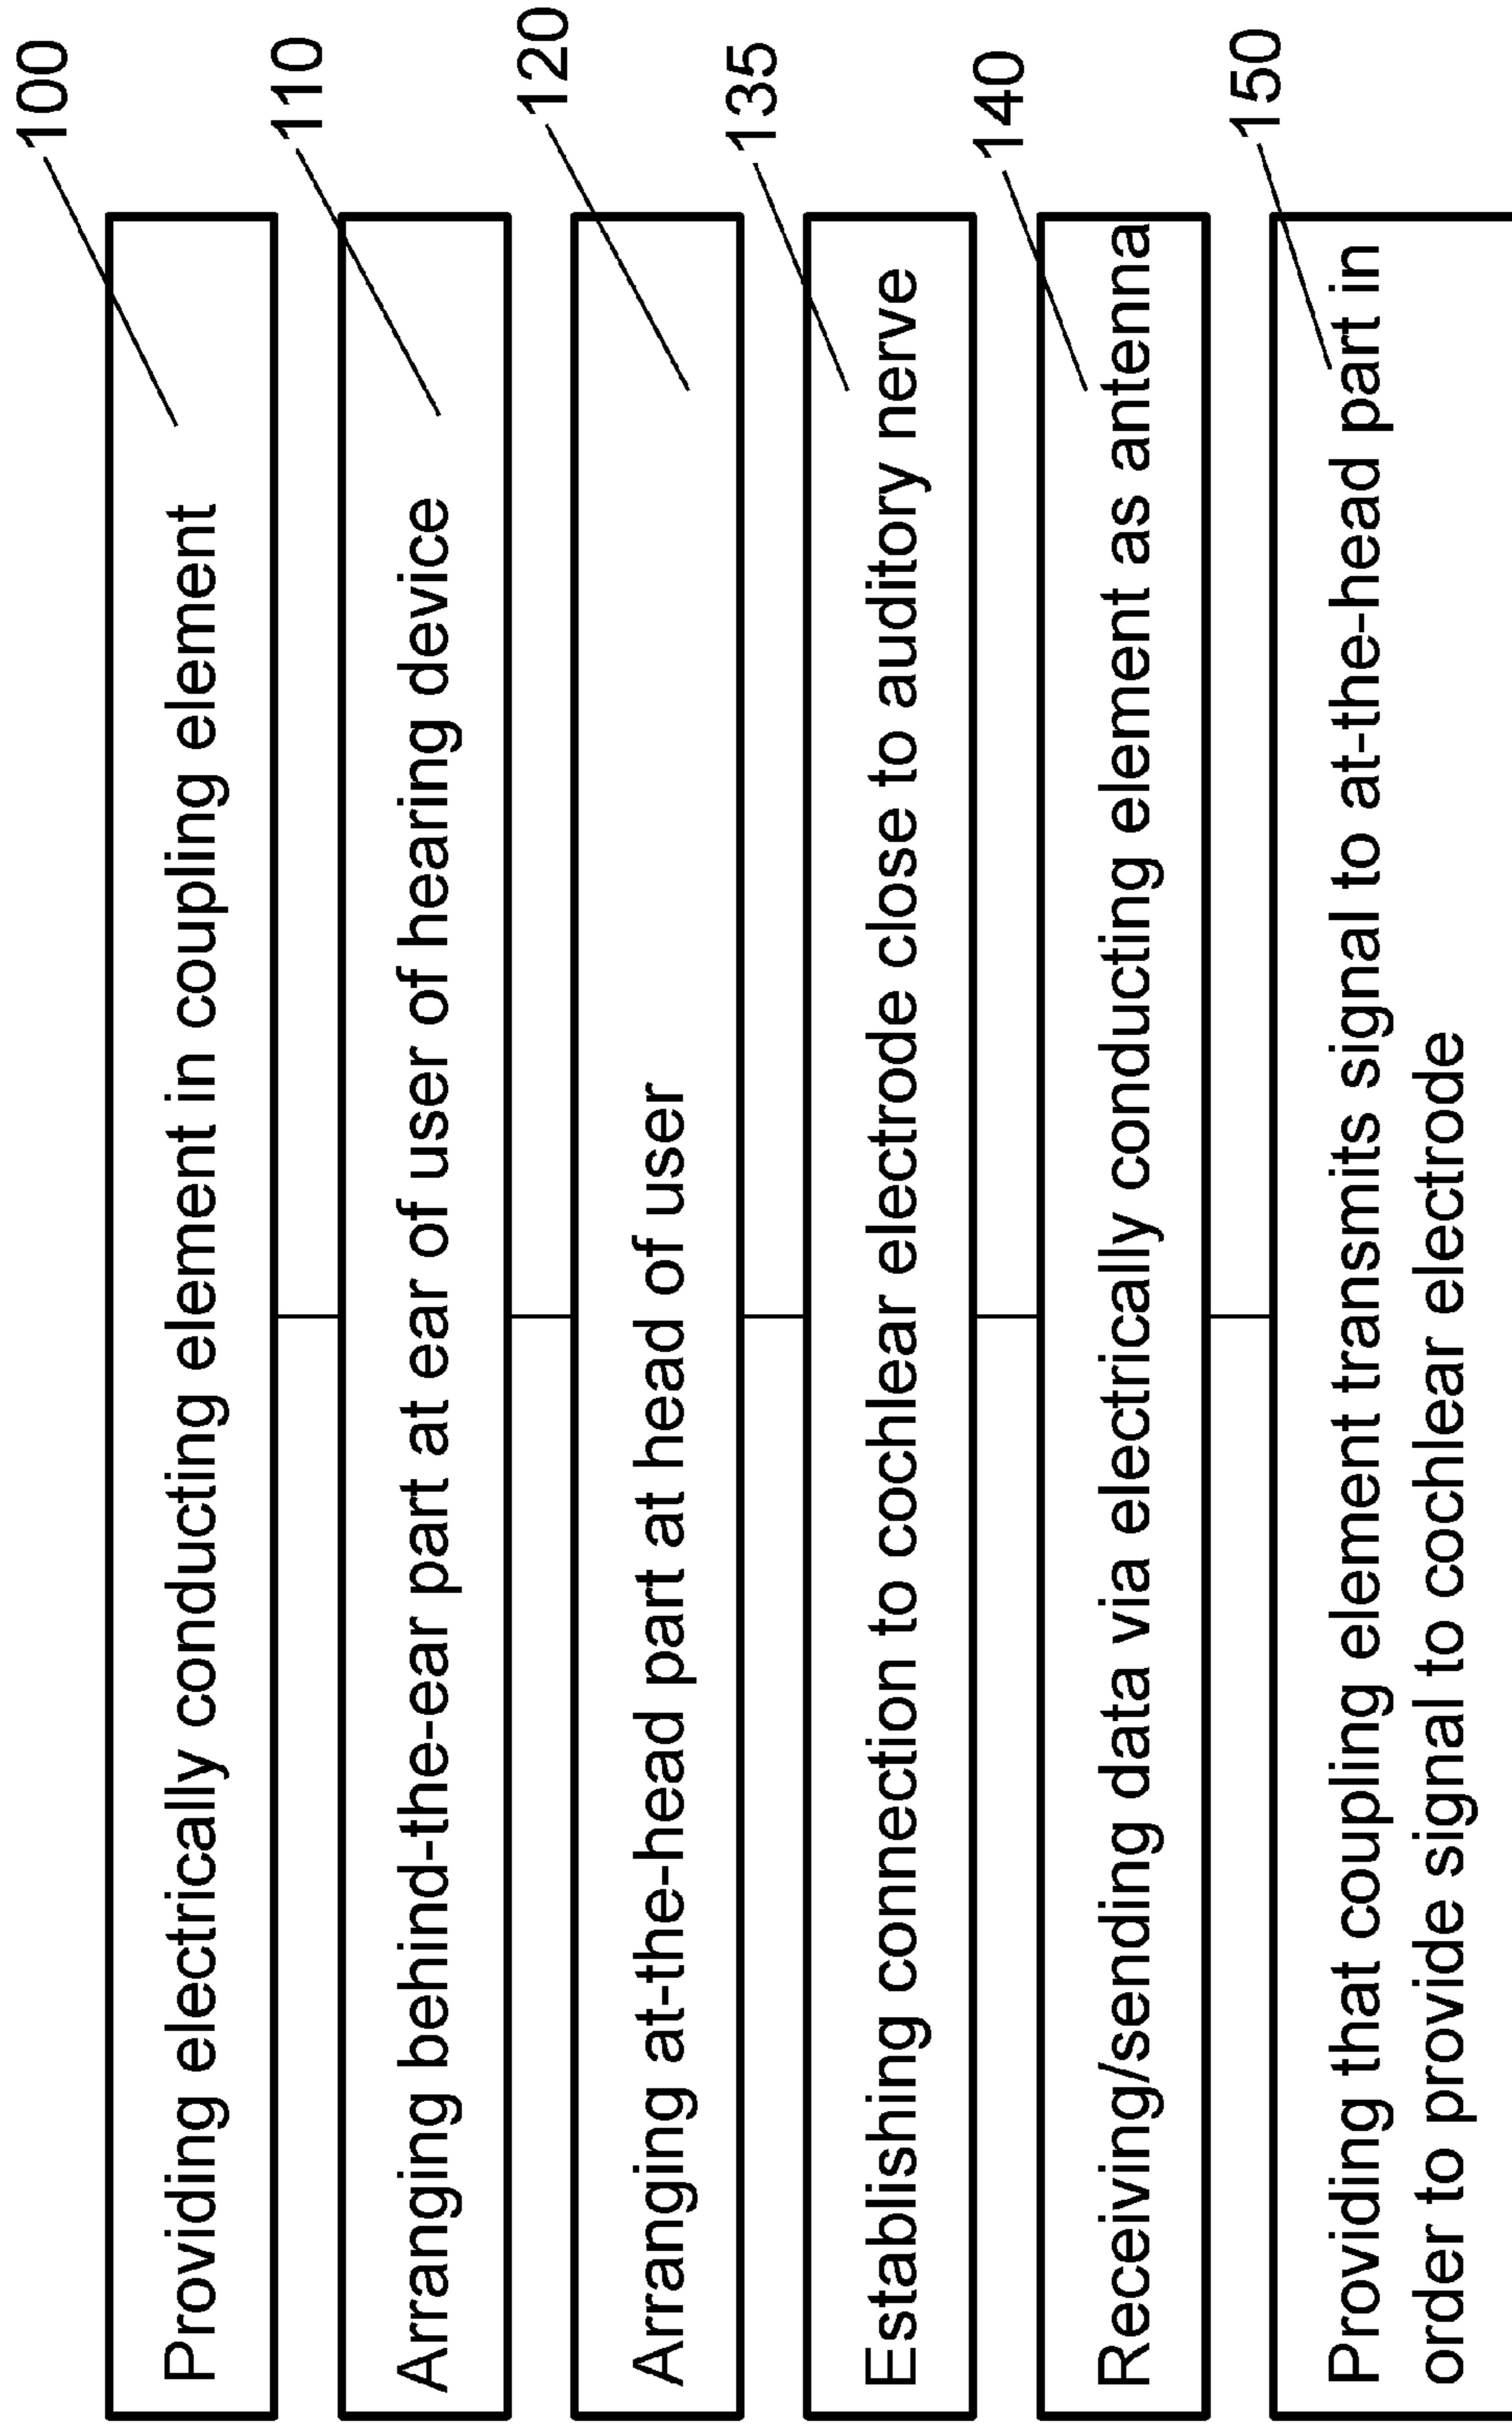 100
Providing electrically conducting element in coupling element
110
Arranging behind-the-ear part at ear of user of hearing device
120
Arranging at-the-head part at head of user
135
Establishing connection to cochlear electrode close to auditory nerve
140
Receiving/sending data via electrically conducting element as antenna
150
Providing that coupling element transmits signal to at-the-head part in
order to provide signal to cochlear electrode